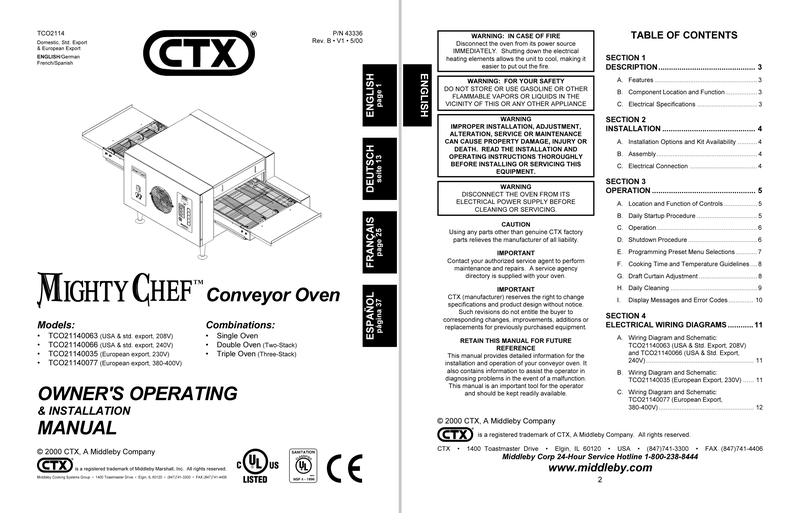 TCO2114
Domestic, Std. Export
& European Export
ENGLISH/German
French/Spanish
CTX®
P/N 43336
Rev. B • V1 • 5/00
ENGLISH
page 1
DEUTSCH
seite 13
FRANÇAIS
page 25
ESPAÑOL
página 37
MIGHTY CHEF™ Conveyor Oven
Models:
• TCO21140063 (USA & std. export, 208V)
• TCO21140066 (USA & std. export, 240V)
• TCO21140035 (European export, 230V)
• TCO21140077 (European export, 380-400V)
Combinations:
• Single Oven
• Double Oven (Two-Stack)
• Triple Oven (Three-Stack)
OWNER'S OPERATING
& INSTALLATION
MANUAL
© 2000 CTX, A Middleby Company
CTX® is a registered trademark of Middleby Marshall, Inc. All rights reserved.
Middleby Cooking Systems Group • 1400 Toastmaster Drive • Elgin, IL 60120 • (847)741-3300 • FAX (847)741-4406
C UL US
LISTED
SANITATION
CLASSIFIED
UL
NSF 4 - 1996
CE
ENGLISH
WARNING: IN CASE OF FIRE
Disconnect the oven from its power source
IMMEDIATELY. Shutting down the electrical
heating elements allows the unit to cool, making it
easier to put out the fire.
WARNING: FOR YOUR SAFETY
DO NOT STORE OR USE GASOLINE OR OTHER
FLAMMABLE VAPORS OR LIQUIDS IN THE
VICINITY OF THIS OR ANY OTHER APPLIANCE
WARNING
IMPROPER INSTALLATION, ADJUSTMENT,
ALTERATION, SERVICE OR MAINTENANCE
CAN CAUSE PROPERTY DAMAGE, INJURY OR
DEATH. READ THE INSTALLATION AND
OPERATING INSTRUCTIONS THOROUGHLY
BEFORE INSTALLING OR SERVICING THIS
EQUIPMENT.
WARNING
DISCONNECT THE OVEN FROM ITS
ELECTRICAL POWER SUPPLY BEFORE
CLEANING OR SERVICING.
CAUTION
Using any parts other than genuine CTX factory
parts relieves the manufacturer of all liability.
IMPORTANT
Contact your authorized service agent to perform
maintenance and repairs. A service agency
directory is supplied with your oven.
IMPORTANT
CTX (manufacturer) reserves the right to change
specifications and product design without notice.
Such revisions do not entitle the buyer to
corresponding changes, improvements, additions or
replacements for previously purchased equipment.
RETAIN THIS MANUAL FOR FUTURE
REFERENCE
This manual provides detailed information for the
installation and operation of your conveyor oven. It
also contains information to assist the operator in
diagnosing problems in the event of a malfunction.
This manual is an important tool for the operator
and should be kept readily available.
TABLE OF CONTENTS
SECTION 1
DESCRIPTION ... 3
A. Features ... 3
B. Component Location and Function ... 3
C. Electrical Specifications ... 3
SECTION 2
INSTALLATION ... 4
A. Installation Options and Kit Availability ... 4
B. Assembly ... 4
C. Electrical Connection ... 4
SECTION 3
OPERATION ... 5
A. Location and Function of Controls ... 5
B. Daily Startup Procedure ... 5
C. Operation ... 6
D. Shutdown Procedure ... 6
E. Programming Preset Menu Selections ... 7
F. Cooking Time and Temperature Guidelines ... 8
G. Draft Curtain Adjustment ... 8
H. Daily Cleaning ... 9
I. Display Messages and Error Codes ... 10
SECTION 4
ELECTRICAL WIRING DIAGRAMS ... 11
A. Wiring Diagram and Schematic:
TCO21140063 (USA & Std. Export, 208V)
and TCO21140066 (USA & Std. Export,
240V) ... 11
B. Wiring Diagram and Schematic:
TCO21140035 (European Export, 230V) ... 11
C. Wiring Diagram and Schematic:
TCO21140077 (European Export,
380-400V) ... 12
© 2000 CTX, A Middleby Company
CTX® is a registered trademark of CTX, A Middleby Company. All rights reserved.
CTX • 1400 Toastmaster Drive • Elgin, IL 60120 • USA • (847)741-3300 • FAX (847)741-4406
Middleby Corp 24-Hour Service Hotline 1-800-238-8444
www.middleby.com
2